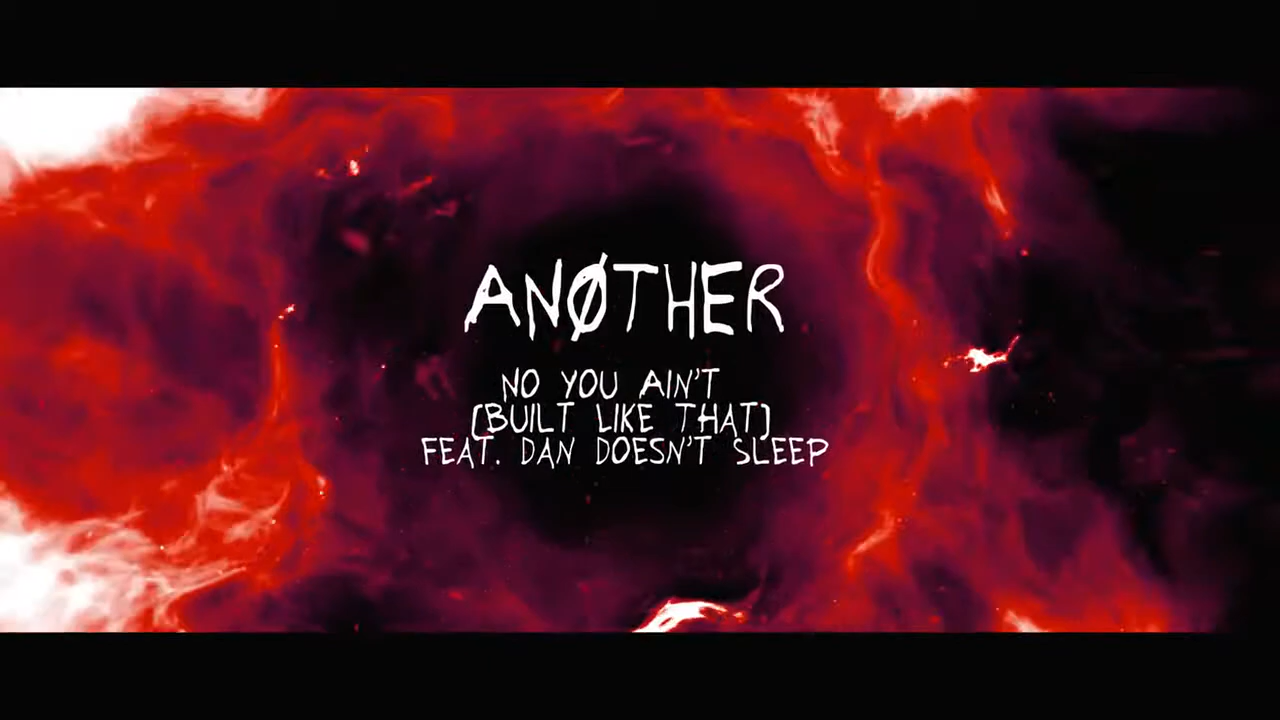 ANØTHER
NO YOU AIN'T
(BUILT LIKE THAT)
FEAT. DAN DOESN'T SLEEP